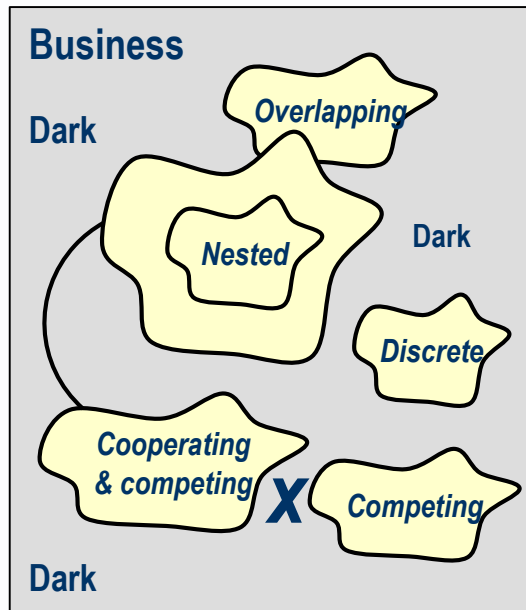 Business
Overlapping
Dark
Nested
Dark
Discrete
Cooperating
& competing
X
Competing
Dark